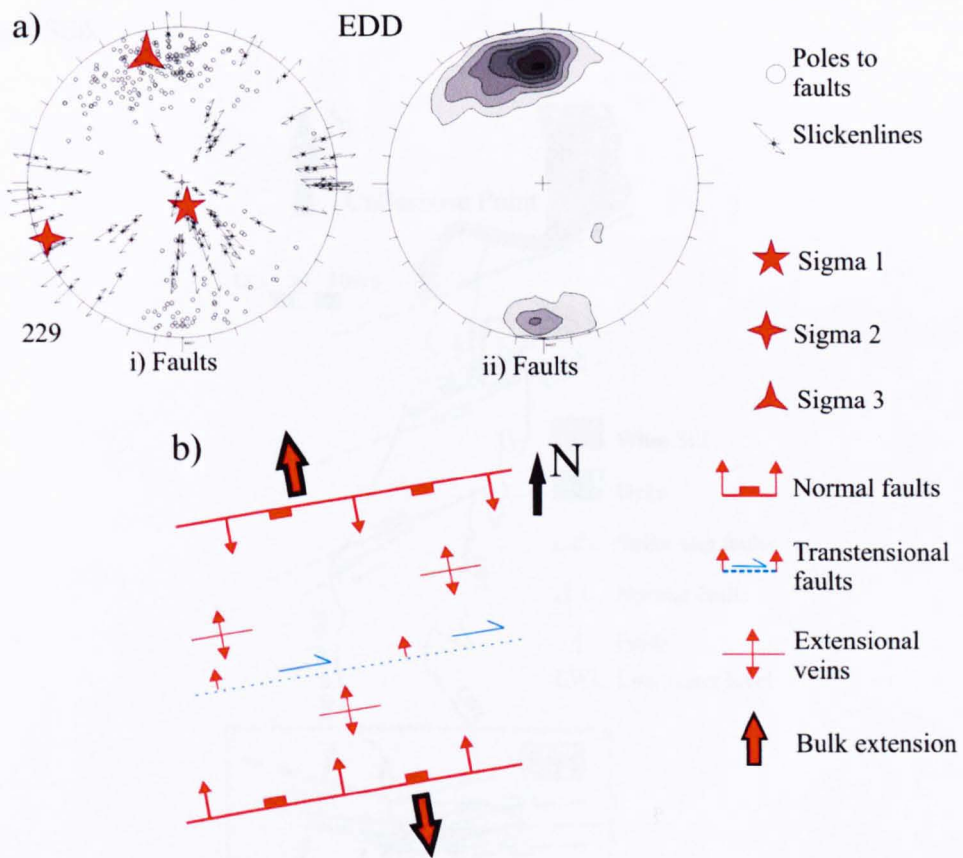 a)
EDD
229
i) Faults
ii) Faults
Poles to
faults
Slickenlines
Sigma 1
Sigma 2
Sigma 3
b)
N
Normal faults
Transtensional
faults
Extensional
veins
Bulk extension